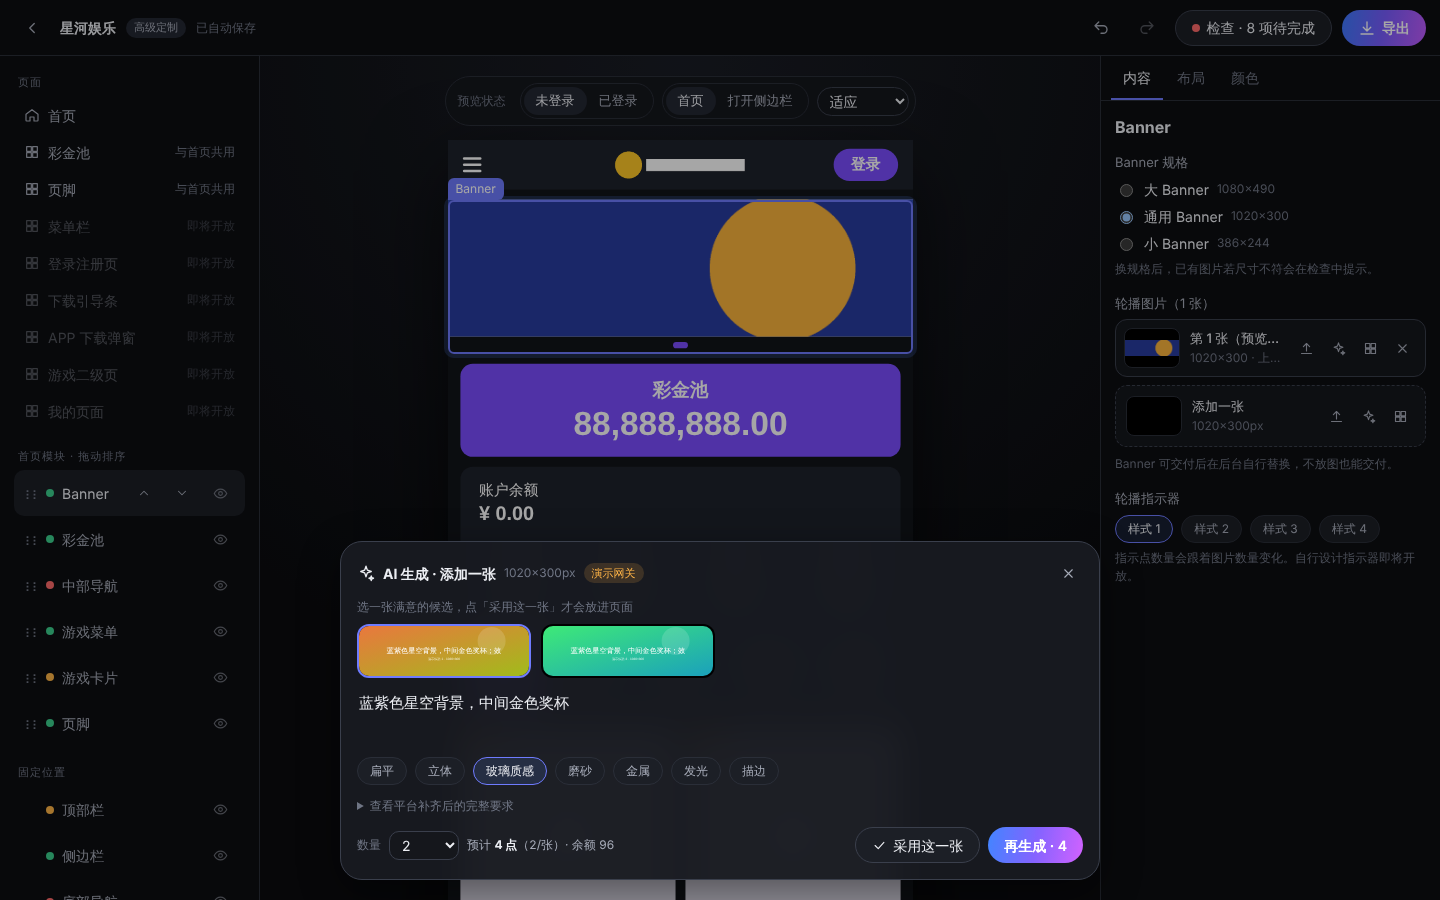 星河娱乐 高级定制 已自动保存
检查 · 8 项待完成
导出
页面
首页
彩金池 与首页共用
页脚 与首页共用
菜单栏 即将开放
登录注册页 即将开放
下载引导条 即将开放
APP 下载弹窗 即将开放
游戏二级页 即将开放
我的页面 即将开放
首页模块 · 拖动排序
Banner
彩金池
中部导航
游戏菜单
游戏卡片
页脚
固定位置
顶部栏
侧边栏
预览状态 未登录 已登录 首页 打开侧边栏 适应
登录
Banner
彩金池
88,888,888.00
账户余额
¥ 0.00
AI 生成 · 添加一张 1020×300px 演示网关
选一张满意的候选，点「采用这一张」才会放进页面
蓝紫色星空背景，中间金色奖杯；玻
蓝紫色星空背景，中间金色奖杯；玻
蓝紫色星空背景，中间金色奖杯
扁平 立体 玻璃质感 磨砂 金属 发光 描边
查看平台补齐后的完整要求
数量 2 预计 4 点（2/张）· 余额 96
采用这一张
再生成 · 4
内容 布局 颜色
Banner
Banner 规格
大 Banner 1080×490
通用 Banner 1020×300
小 Banner 386×244
换规格后，已有图片若尺寸不符会在检查中提示。
轮播图片（1 张）
第 1 张（预览...
1020×300 · 上...
添加一张
1020×300px
Banner 可交付后在后台自行替换，不放图也能交付。
轮播指示器
样式 1 样式 2 样式 3 样式 4
指示点数量会跟着图片数量变化。自行设计指示器即将开
放。